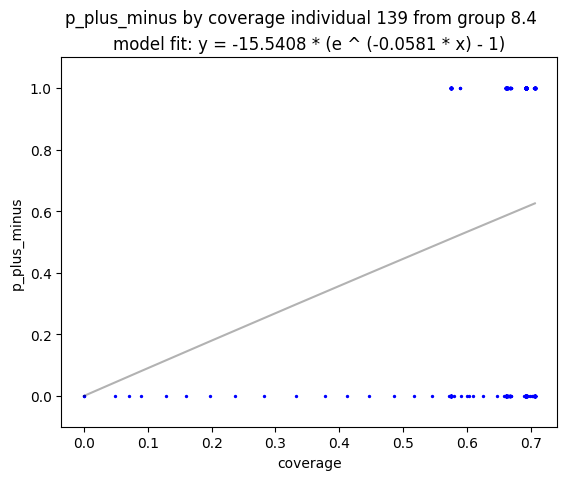 p_plus_minus by coverage individual 139 from group 8.4
model fit: y = -15.5408 * (e ^ (-0.0581 * x) - 1)
1.0
0.8
0.6
0.4
0.2
0.0
p_plus_minus
0.0 0.1 0.2 0.3 0.4 0.5 0.6 0.7
coverage